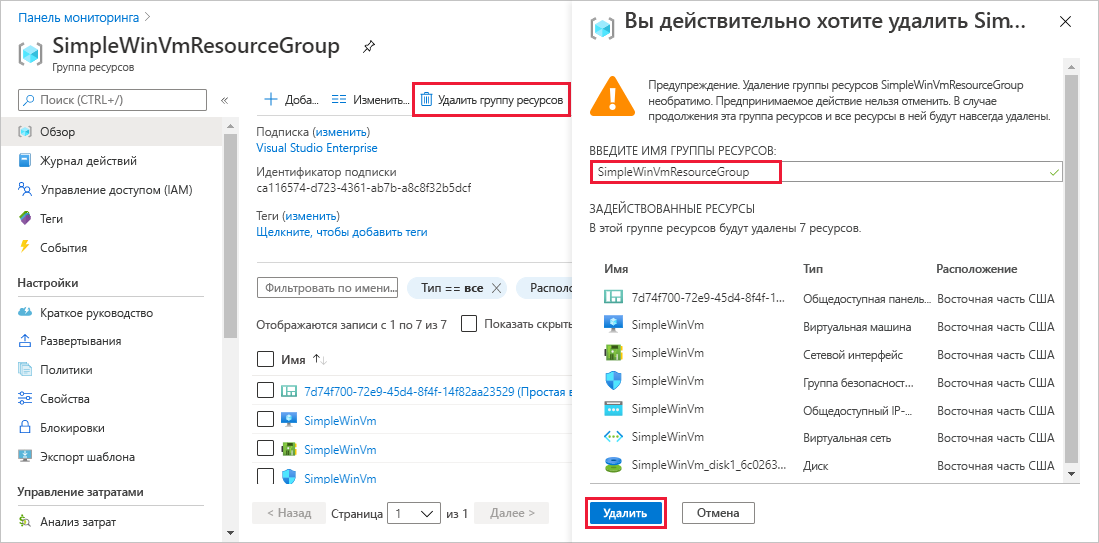 Панель мониторинга
SimpleWinVmResourceGroup
Группа ресурсов
Поиск (CTRL+/)
Обзор
Журнал действий
Управление доступом (IAM)
Теги
События
Настройки
Краткое руководство
Развертывания
Политики
Свойства
Блокировки
Экспорт шаблона
Управление затратами
Анализ затрат
Доба... Изменить... Удалить группу ресурсов
Подписка (изменить)
Visual Studio Enterprise
Идентификатор подписки
ca116574-d723-4361-ab7b-a8c8f32b5dcf
Теги (изменить)
Щелкните, чтобы добавить теги
Фильтровать по имени... Тип == все Располо
Отображаются записи с 1 по 7 из 7 Показать скрыть
Имя
7d74f700-72e9-45d4-8f4f-14f82aa23529 (Простая в
SimpleWinVm
SimpleWinVm
SimpleWinVm
< Назад Страница 1 из 1 Далее >
Вы действительно хотите удалить Sim...
Предупреждение. Удаление группы ресурсов SimpleWinVmResourceGroup
необратимо. Предпринимаемое действие нельзя отменить. В случае
продолжения эта группа ресурсов и все ресурсы в ней будут навсегда удалены.
ВВЕДИТЕ ИМЯ ГРУППЫ РЕСУРСОВ:
SimpleWinVmResourceGroup
ЗАДЕЙСТВОВАННЫЕ РЕСУРСЫ
В этой группе ресурсов будут удалены 7 ресурсов.
Имя Тип Расположение
7d74f700-72e9-45d4-8f4f-1... Общедоступная панель... Восточная часть США
SimpleWinVm Виртуальная машина Восточная часть США
SimpleWinVm Сетевой интерфейс Восточная часть США
SimpleWinVm Группа безопасност... Восточная часть США
SimpleWinVm Общедоступный IP-... Восточная часть США
SimpleWinVm Виртуальная сеть Восточная часть США
SimpleWinVm_disk1_6c0263... Диск Восточная часть США
Удалить Отмена